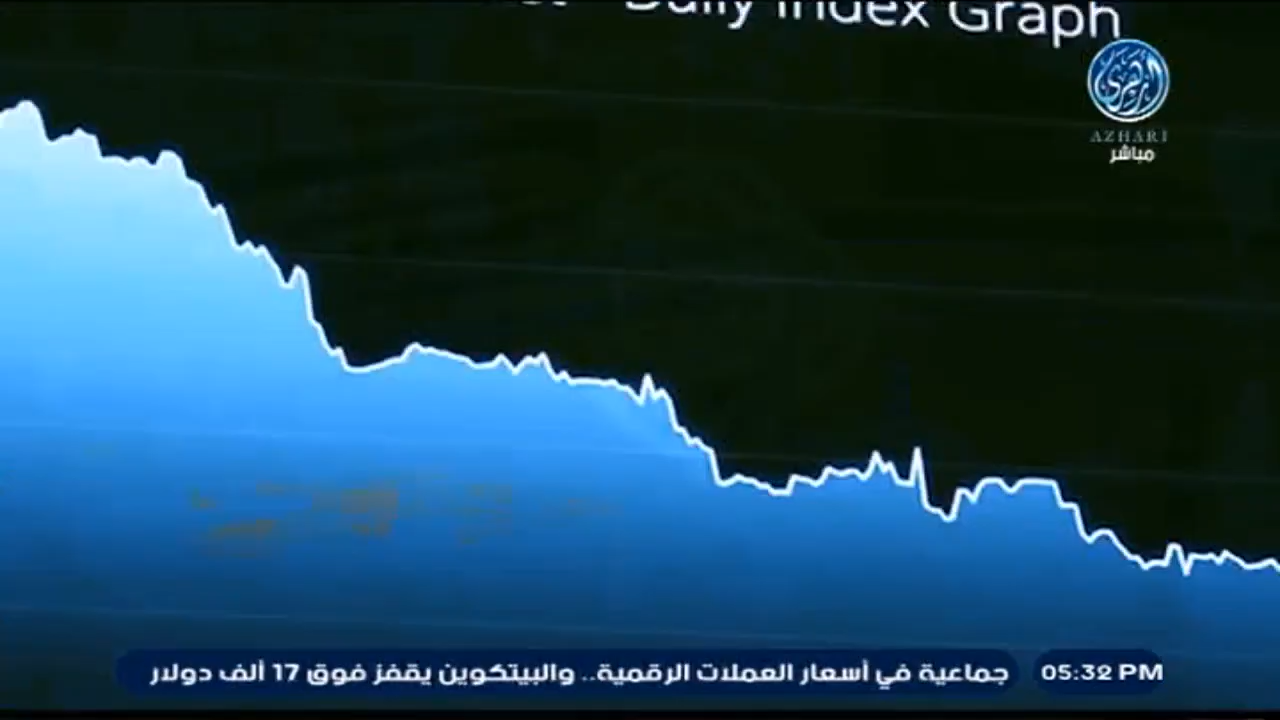 Daily Index Graph
الأزهري
AZHARI
مباشر
جماعية في أسعار العملات الرقمية.. والبيتكوين يقفز فوق 17 ألف دولار
05:32 PM